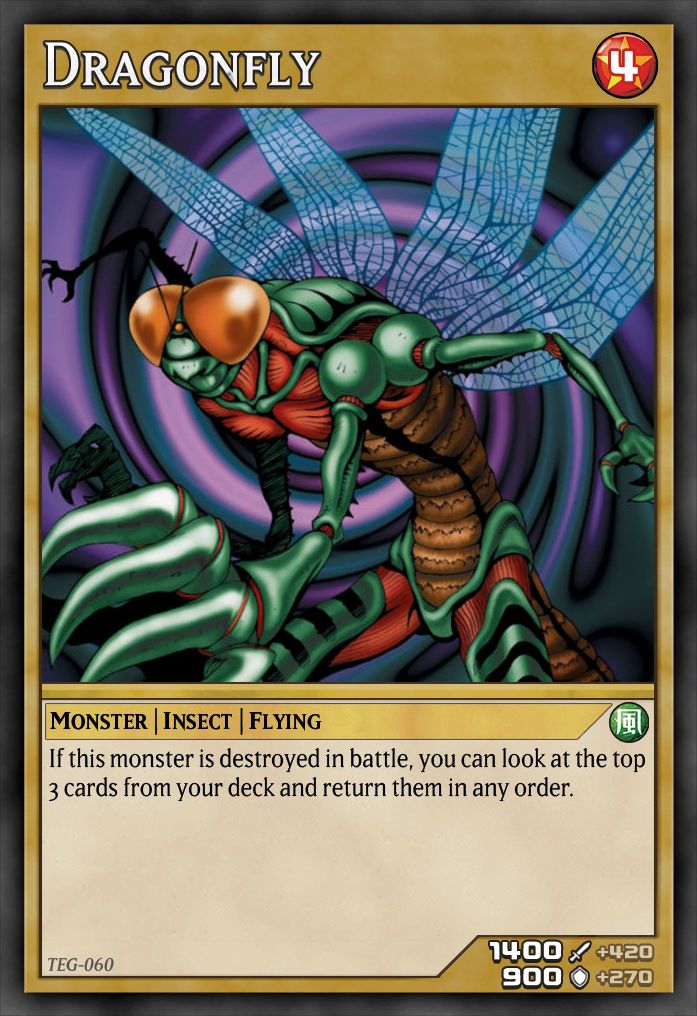 Dragonfly
4
Monster | Insect | Flying
風
If this monster is destroyed in battle, you can look at the top
3 cards from your deck and return them in any order.
TEG-060
1400 +420
900 +270